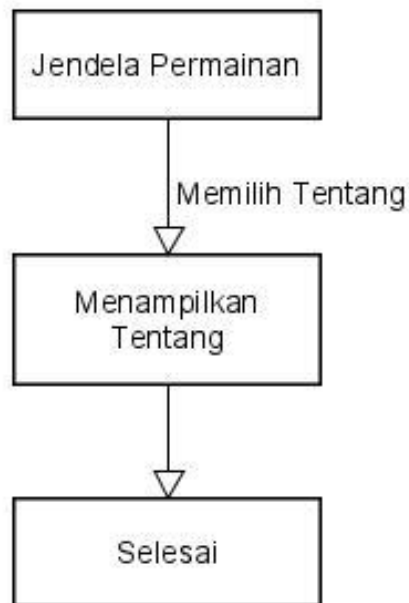 Jendela Permainan
Memilih Tentang
Menampilkan
Tentang
Selesai